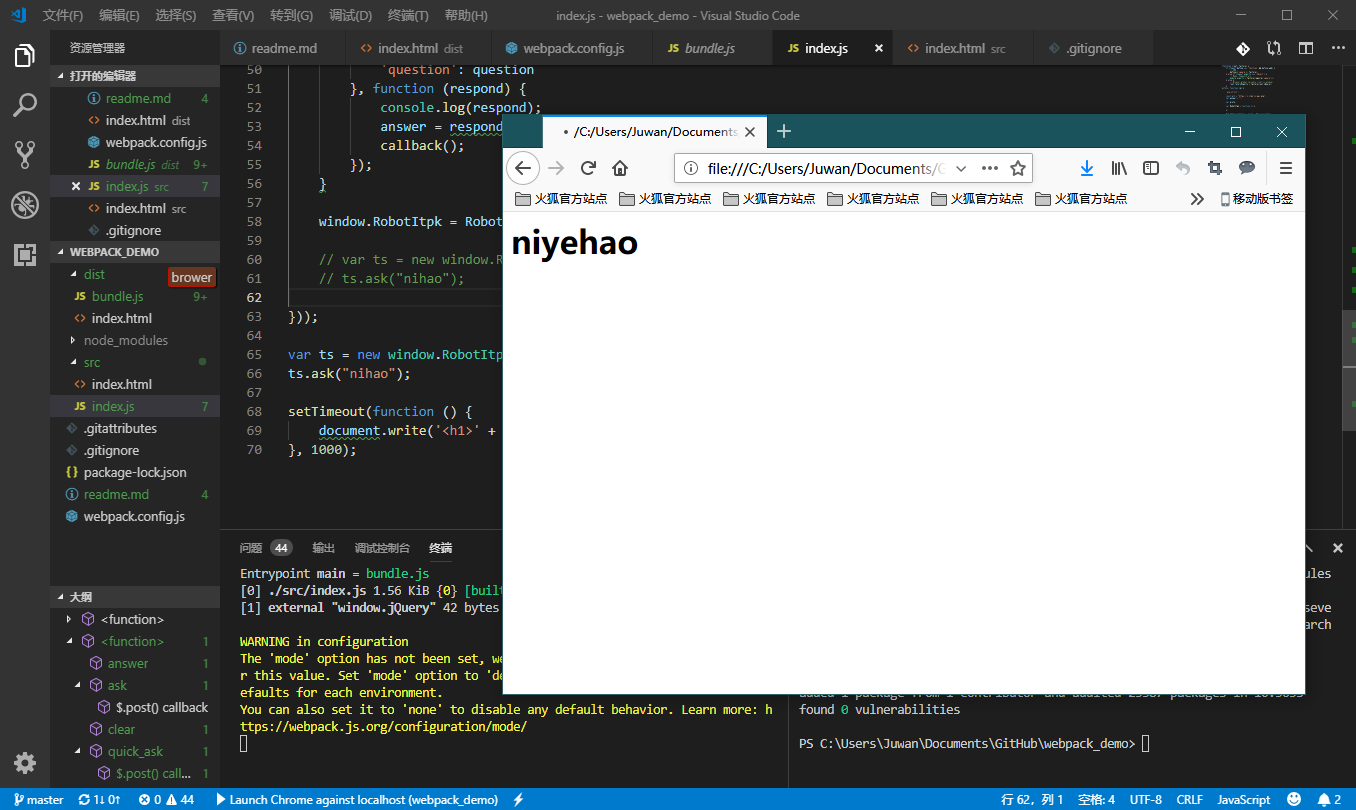 文件(F) 编辑(E) 选择(S) 查看(V) 转到(G) 调试(D) 终端(T) 帮助(H) index.js - webpack_demo - Visual Studio Code
资源管理器
readme.md index.html dist webpack.config.js JS bundle.js JS index.js index.html src .gitignore
打开的编辑器
readme.md 4
index.html dist
webpack.config.js
JS bundle.js dist 9+
JS index.js src 7
index.html src
.gitignore
WEBPACK_DEMO
dist
brower
JS bundle.js 9+
index.html
node_modules
src
index.html
JS index.js 7
.gitattributes
.gitignore
{} package-lock.json
readme.md 4
webpack.config.js
大纲
<function>
<function> 1
answer 1
ask 1
$.post() callback
clear 1
quick_ask 1
$.post() call... 1
50 'question': question
51 }, function (respond) {
52 console.log(respond);
53 answer = respond
54 callback();
55 });
56 }
57
58 window.RobotItpk = Robot
59
60 // var ts = new window.R
61 // ts.ask("nihao");
62
63 }));
64
65 var ts = new window.RobotItp
66 ts.ask("nihao");
67
68 setTimeout(function () {
69 document.write('<h1>' +
70 }, 1000);
• /C:/Users/Juwan/Documents
file:///C:/Users/Juwan/Documents/G
火狐官方站点 火狐官方站点 火狐官方站点 火狐官方站点 火狐官方站点 火狐官方站点 移动版书签
niyehao
问题 44 输出 调试控制台 终端
Entrypoint main = bundle.js
[0] ./src/index.js 1.56 KiB {0} [built
[1] external "window.jQuery" 42 bytes
WARNING in configuration
The 'mode' option has not been set, we
r this value. Set 'mode' option to 'de
efaults for each environment.
You can also set it to 'none' to disable any default behavior. Learn more: h
ttps://webpack.js.org/configuration/mode/
ules
seve
arch
found 0 vulnerabilities
PS C:\Users\Juwan\Documents\GitHub\webpack_demo>
master 1↓ 0↑ 0 44 Launch Chrome against localhost (webpack_demo) 行 62，列 1 空格: 4 UTF-8 CRLF JavaScript 2